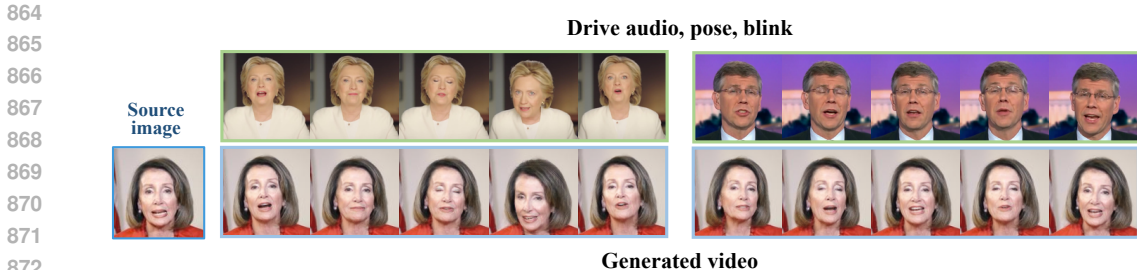 864
Drive audio, pose, blink
865
866
867
Source
image
868
869
870
871
Generated video
872